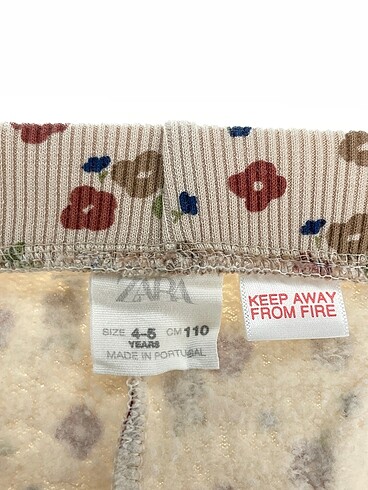 ZARA
SIZE 4-5 CM 110
YEARS
MADE IN PORTUGAL
KEEP AWAY
FROM FIRE